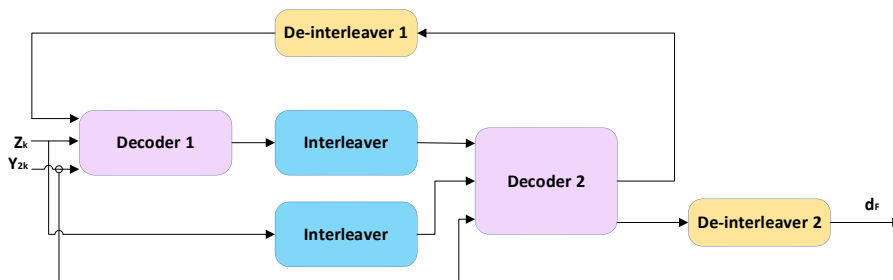 De-interleaver 1
Decoder 1
Interleaver
Zk
Y2k
Decoder 2
Interleaver
De-interleaver 2
dF